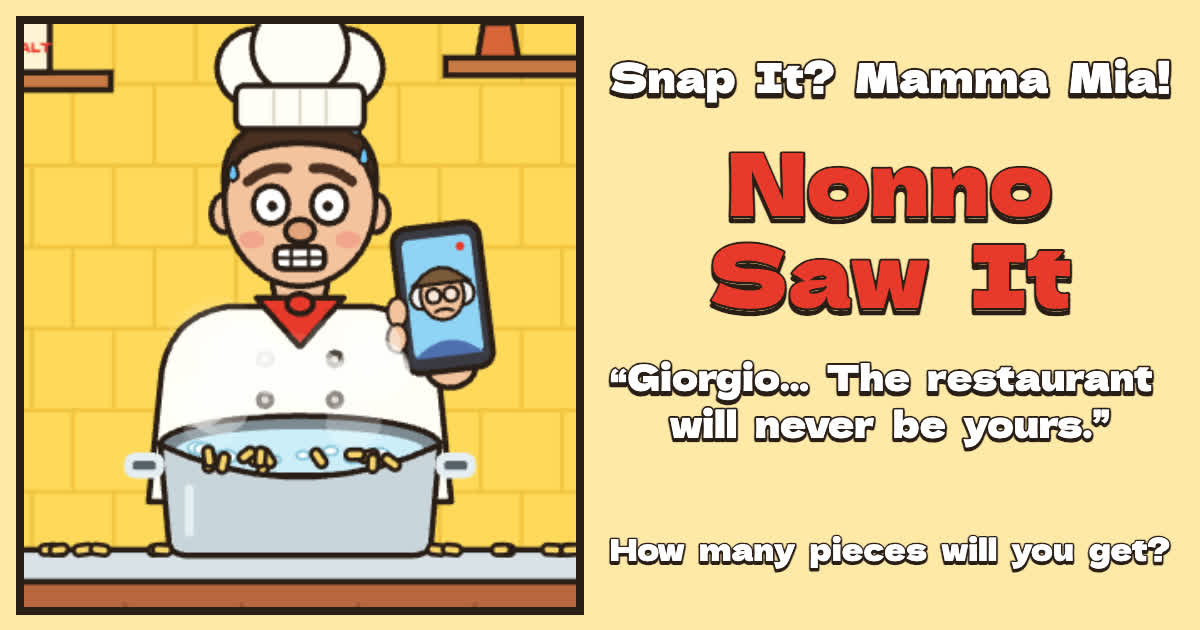 ALT
Snap It? Mamma Mia!
Nonno
Saw It
“Giorgio... The restaurant
will never be yours.”
How many pieces will you get?